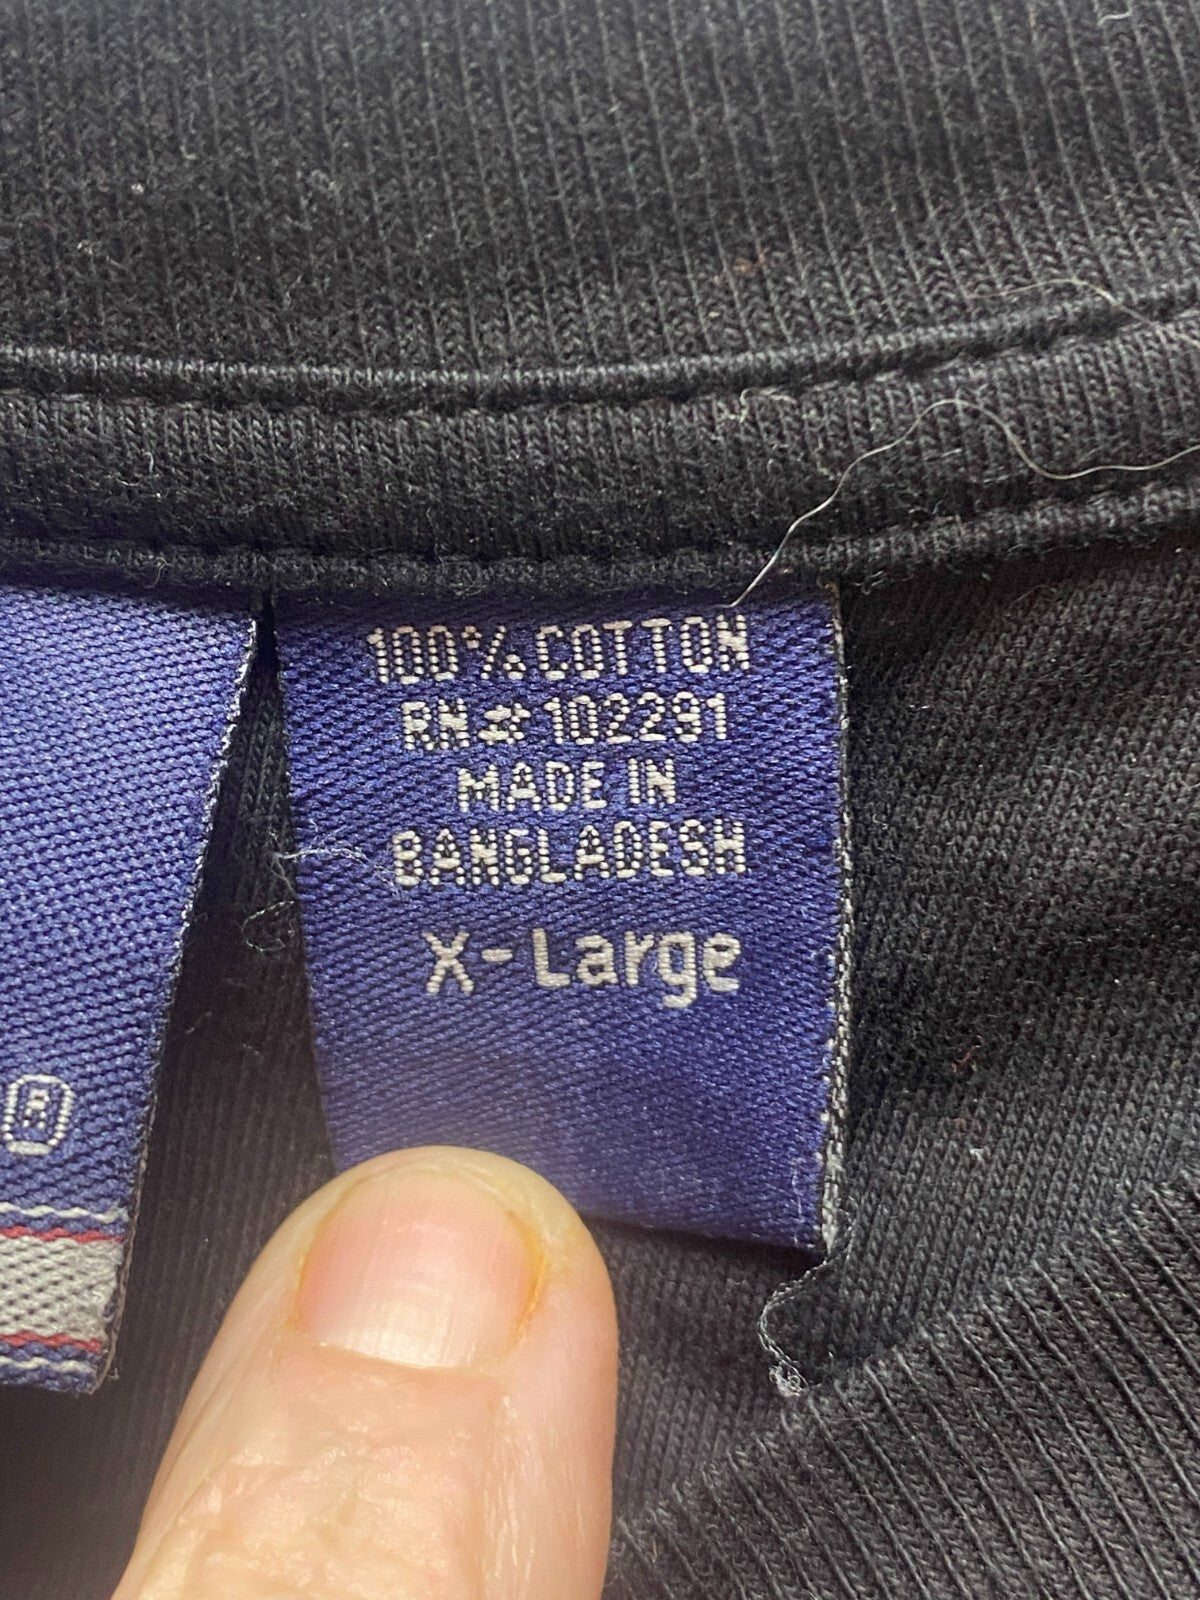 100% COTTON
RN# 102291
MADE IN
BANGLADESH
X-Large
®